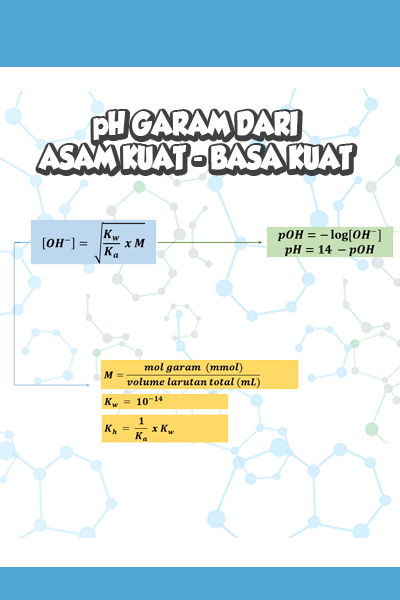 pH GARAM DARI
ASAM KUAT - BASA KUAT
[OH⁻] = √(K_w / K_a x M)
pOH = − log[OH⁻]
pH = 14 − pOH
M = mol garam (mmol) / volume larutan total (mL)
K_w = 10⁻¹⁴
K_h = 1 / K_a x K_w